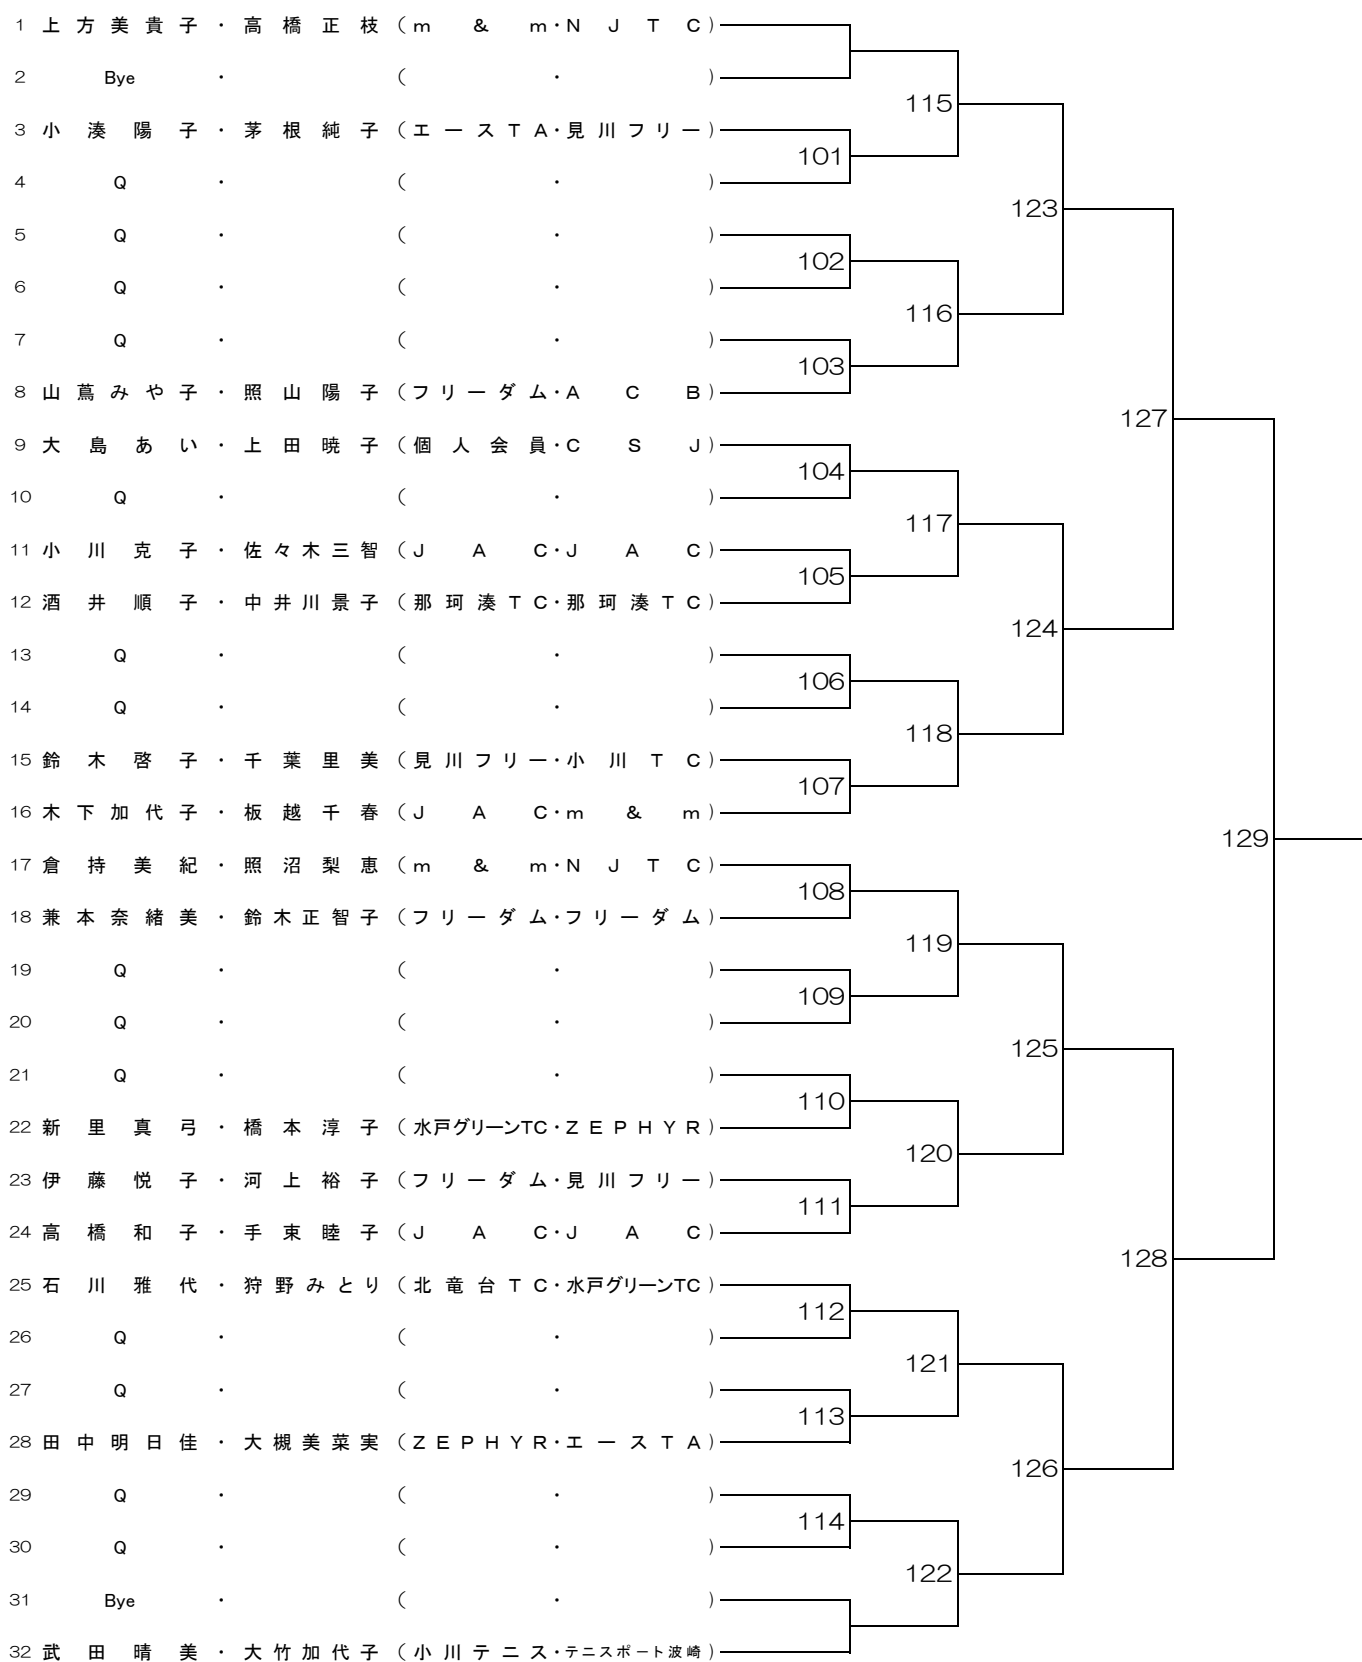 1 上方美貴子・高橋正枝(m&m・NJTC)
2 Bye ・ ( ・ )
115
3 小湊陽子・茅根純子(エースTA・見川フリー)
101
4 Q ・ ( ・ )
123
5 Q ・ ( ・ )
102
6 Q ・ ( ・ )
116
7 Q ・ ( ・ )
103
8 山蔦みや子・照山陽子(フリーダム・ACB)
127
9 大島あい・上田暁子(個人会員・CSJ)
104
10 Q ・ ( ・ )
117
11 小川克子・佐々木三智(JAC・JAC)
105
12 酒井順子・中井川景子(那珂湊TC・那珂湊TC)
124
13 Q ・ ( ・ )
106
14 Q ・ ( ・ )
118
15 鈴木啓子・千葉里美(見川フリー・小川TC)
107
16 木下加代子・板越千春(JAC・m&m)
129
17 倉持美紀・照沼梨恵(m&m・NJTC)
108
18 兼本奈緒美・鈴木正智子(フリーダム・フリーダム)
119
19 Q ・ ( ・ )
109
20 Q ・ ( ・ )
125
21 Q ・ ( ・ )
110
22 新里真弓・橋本淳子(水戸グリーンTC・ZEPHYR)
120
23 伊藤悦子・河上裕子(フリーダム・見川フリー)
111
24 高橋和子・手束睦子(JAC・JAC)
128
25 石川雅代・狩野みとり(北竜台TC・水戸グリーンTC)
112
26 Q ・ ( ・ )
121
27 Q ・ ( ・ )
113
28 田中明日佳・大槻美菜実(ZEPHYR・エースTA)
126
29 Q ・ ( ・ )
114
30 Q ・ ( ・ )
122
31 Bye ・ ( ・ )
32 武田晴美・大竹加代子(小川テニス・テニスポート波崎)